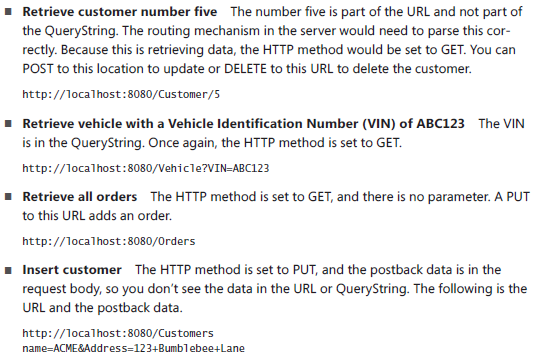 ■ Retrieve customer number five The number five is part of the URL and not part of
the QueryString. The routing mechanism in the server would need to parse this cor-
rectly. Because this is retrieving data, the HTTP method would be set to GET. You can
POST to this location to update or DELETE to this URL to delete the customer.
http://localhost:8080/Customer/5
■ Retrieve vehicle with a Vehicle Identification Number (VIN) of ABC123 The VIN
is in the QueryString. Once again, the HTTP method is set to GET.
http://localhost:8080/Vehicle?VIN=ABC123
■ Retrieve all orders The HTTP method is set to GET, and there is no parameter. A PUT
to this URL adds an order.
http://localhost:8080/Orders
■ Insert customer The HTTP method is set to PUT, and the postback data is in the
request body, so you don't see the data in the URL or QueryString. The following is the
URL and the postback data.
http://localhost:8080/Customers
name=ACME&Address=123+Bumblebee+Lane